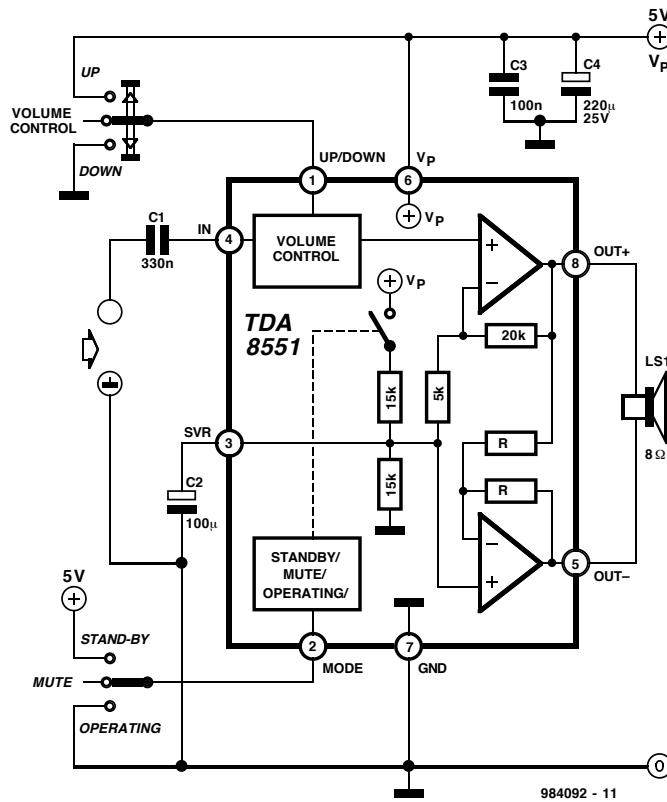 5V
UP
C3
C4
VP
VOLUME
CONTROL
100n
220µ
25V
DOWN
UP/DOWN
VP
1
6
C1
IN
VP
330n
4
VOLUME
CONTROL
+
8
OUT+
VP
−
TDA
8551
20k
LS1
15k
5k
SVR
3
R
8Ω
C2
15k
R
100µ
−
STANDBY/
MUTE/
OPERATING/
5V
+
5
OUT−
STAND-BY
2
7
MODE
GND
MUTE
OPERATING
0
984092 - 11